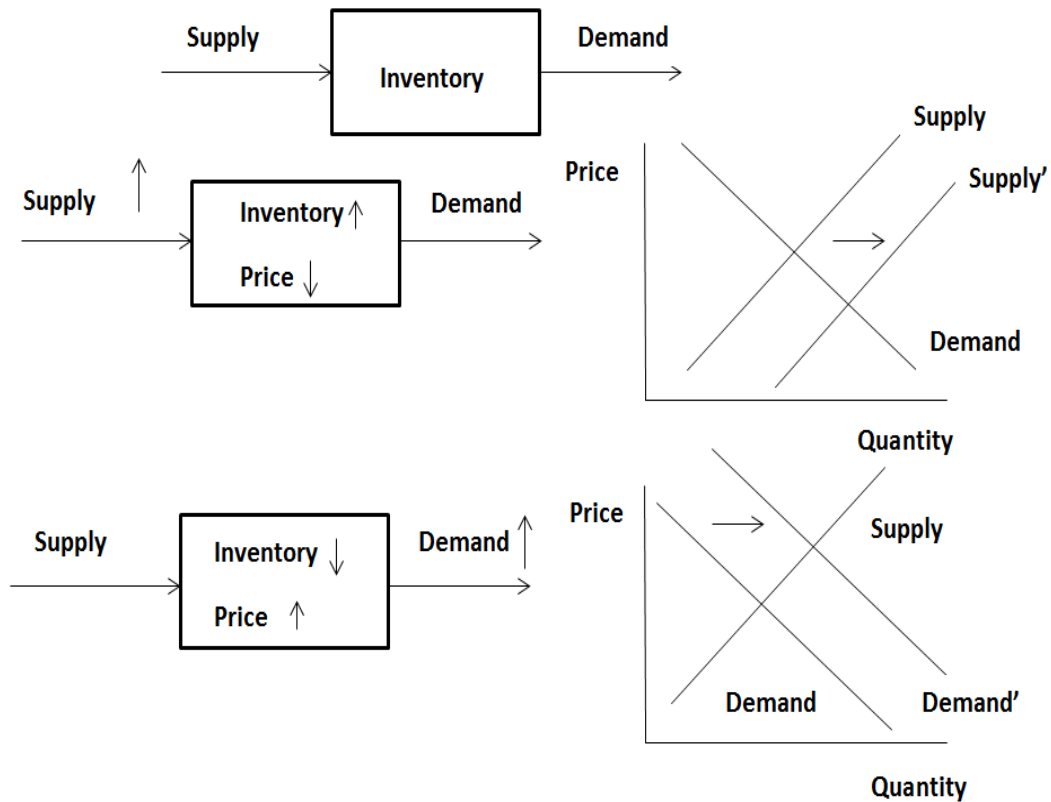 Supply
Demand
Inventory
Supply
Inventory
Price
Demand
Price
Supply
Supply’
Demand
Quantity
Supply
Inventory
Price
Demand
Price
Supply
Demand
Demand’
Quantity